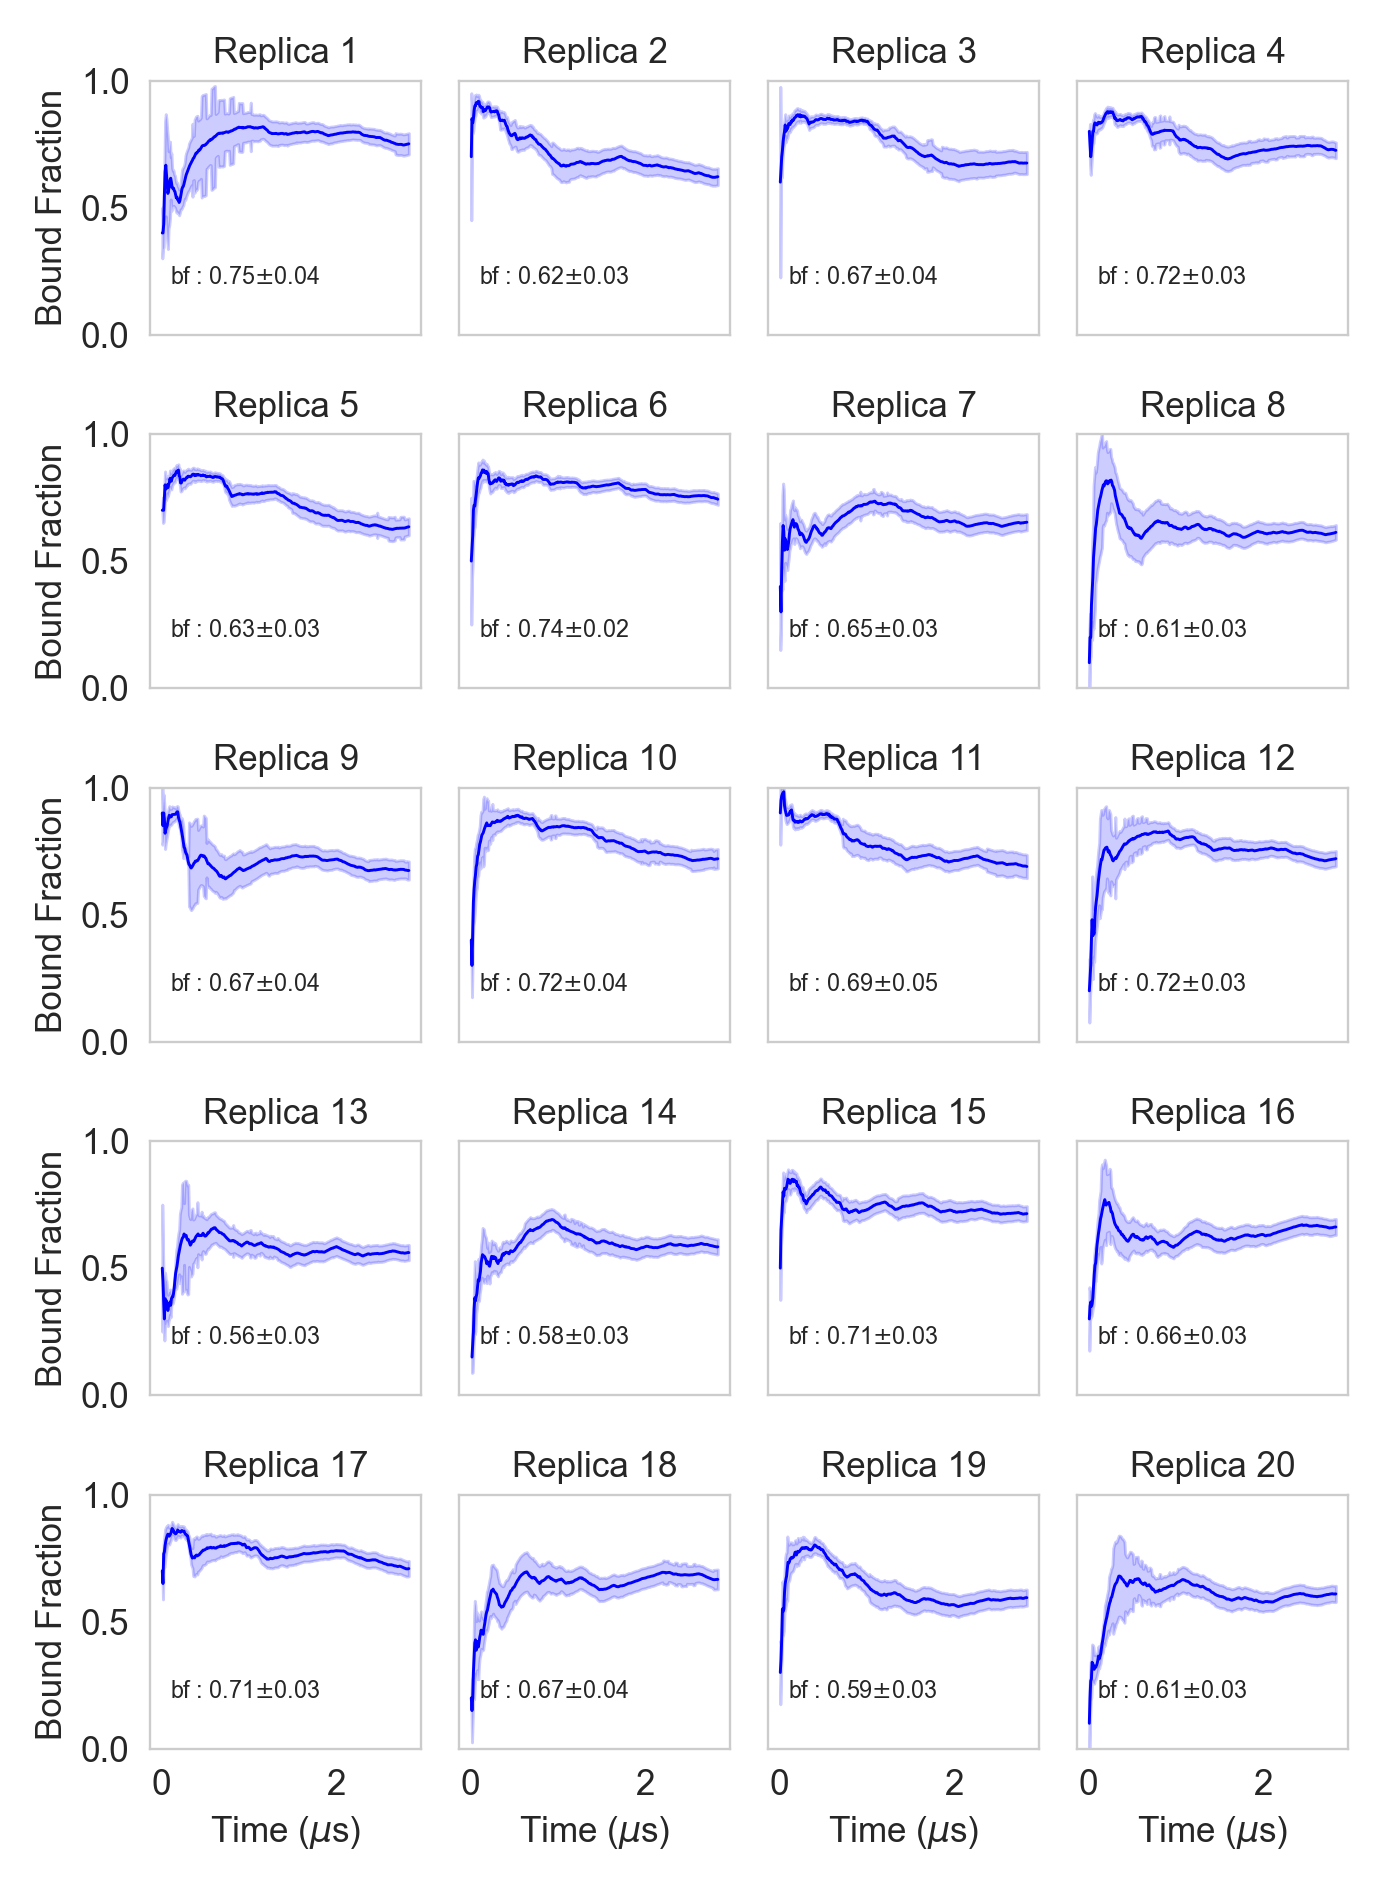 Replica 1 Replica 2 Replica 3 Replica 4
1.0
0.5
0.0
Bound Fraction
bf : 0.75±0.04 bf : 0.62±0.03 bf : 0.67±0.04 bf : 0.72±0.03
Replica 5 Replica 6 Replica 7 Replica 8
1.0
0.5
0.0
Bound Fraction
bf : 0.63±0.03 bf : 0.74±0.02 bf : 0.65±0.03 bf : 0.61±0.03
Replica 9 Replica 10 Replica 11 Replica 12
1.0
0.5
0.0
Bound Fraction
bf : 0.67±0.04 bf : 0.72±0.04 bf : 0.69±0.05 bf : 0.72±0.03
Replica 13 Replica 14 Replica 15 Replica 16
1.0
0.5
0.0
Bound Fraction
bf : 0.56±0.03 bf : 0.58±0.03 bf : 0.71±0.03 bf : 0.66±0.03
Replica 17 Replica 18 Replica 19 Replica 20
1.0
0.5
0.0
Bound Fraction
bf : 0.71±0.03 bf : 0.67±0.04 bf : 0.59±0.03 bf : 0.61±0.03
0 2 0 2 0 2 0 2
Time (μs) Time (μs) Time (μs) Time (μs)